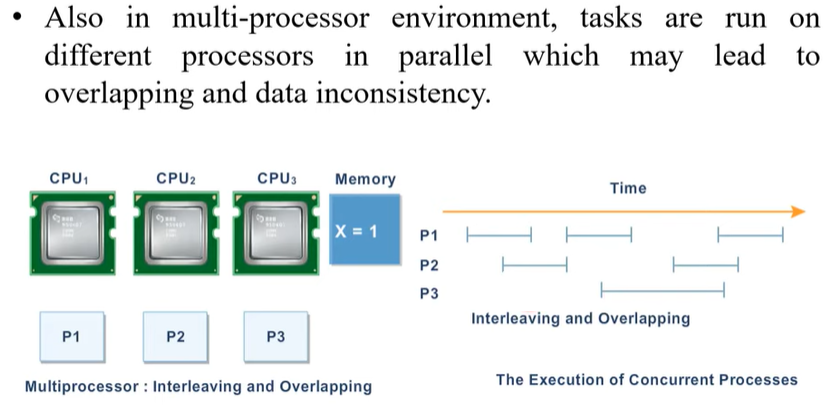 • Also in multi-processor environment, tasks are run on
different processors in parallel which may lead to
overlapping and data inconsistency.
CPU₁ CPU₂ CPU₃ Memory
X = 1
P1 P2 P3
Multiprocessor : Interleaving and Overlapping
Time
P1
P2
P3
Interleaving and Overlapping
The Execution of Concurrent Processes